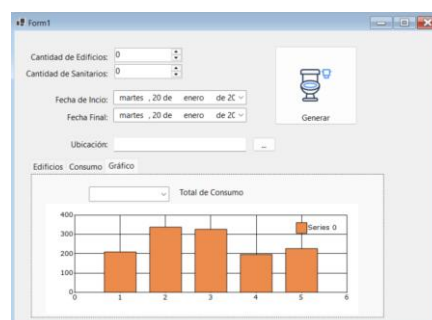 Form1
Cantidad de Edificios: 0
Cantidad de Sanitarios: 0
Fecha de Incio: martes , 20 de enero de 2C
Fecha Final: martes , 20 de enero de 2C
Generar
Ubicación: ...
Edificios Consumo Gráfico
Total de Consumo
400
300
200
100
0
Series 0
0 1 2 3 4 5 6